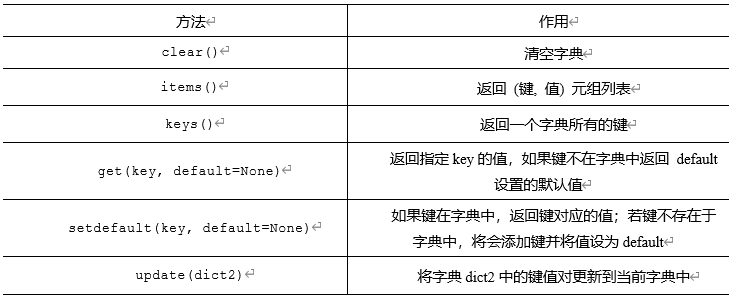 方法 作用
clear() 清空字典
items() 返回 (键, 值) 元组列表
keys() 返回一个字典所有的键
get(key, default=None) 返回指定 key 的值，如果键不在字典中返回 default
设置的默认值
setdefault(key, default=None) 如果键在字典中，返回键对应的值；若键不存在于
字典中，将会添加键并将值设为 default
update(dict2) 将字典 dict2 中的键值对更新到当前字典中